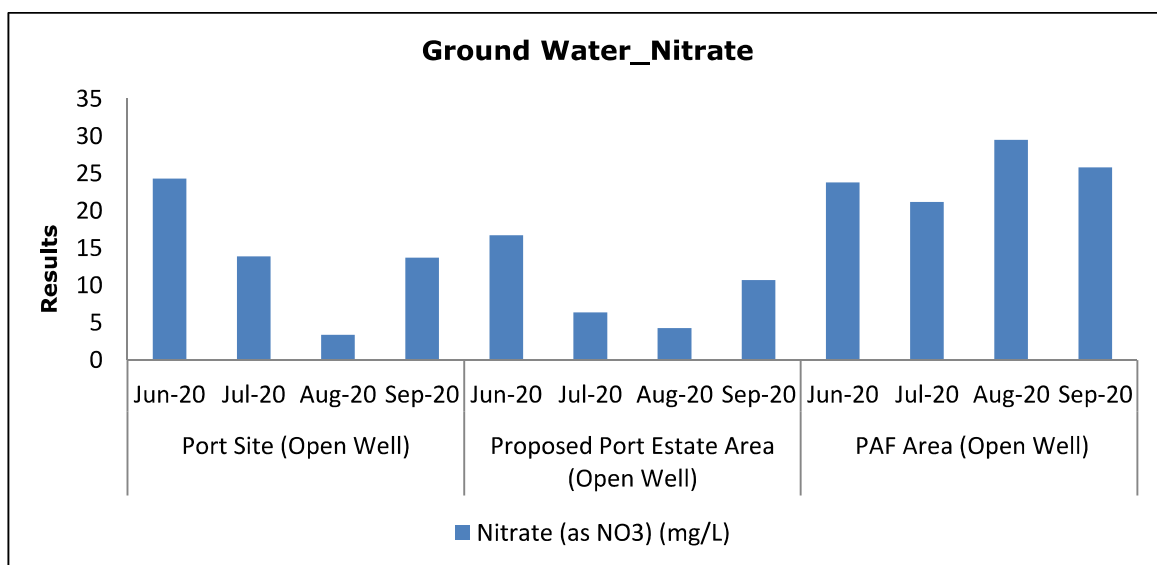 Ground Water_Nitrate
Results
35
30
25
20
15
10
5
0
Jun-20 Jul-20 Aug-20 Sep-20 Jun-20 Jul-20 Aug-20 Sep-20 Jun-20 Jul-20 Aug-20 Sep-20
Port Site (Open Well) Proposed Port Estate Area PAF Area (Open Well)
(Open Well)
Nitrate (as NO3) (mg/L)